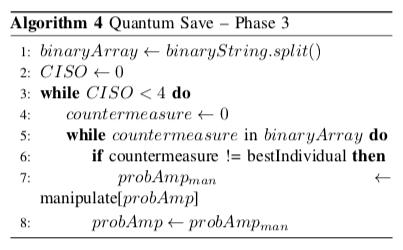 Algorithm 4 Quantum Save – Phase 3
1: binaryArray ← binaryString.split()
2: CISO ← 0
3: while CISO < 4 do
4: countermeasure ← 0
5: while countermeasure in binaryArray do
6: if countermeasure != bestIndividual then
7: probAmp_man ←
manipulate[probAmp]
8: probAmp ← probAmp_man